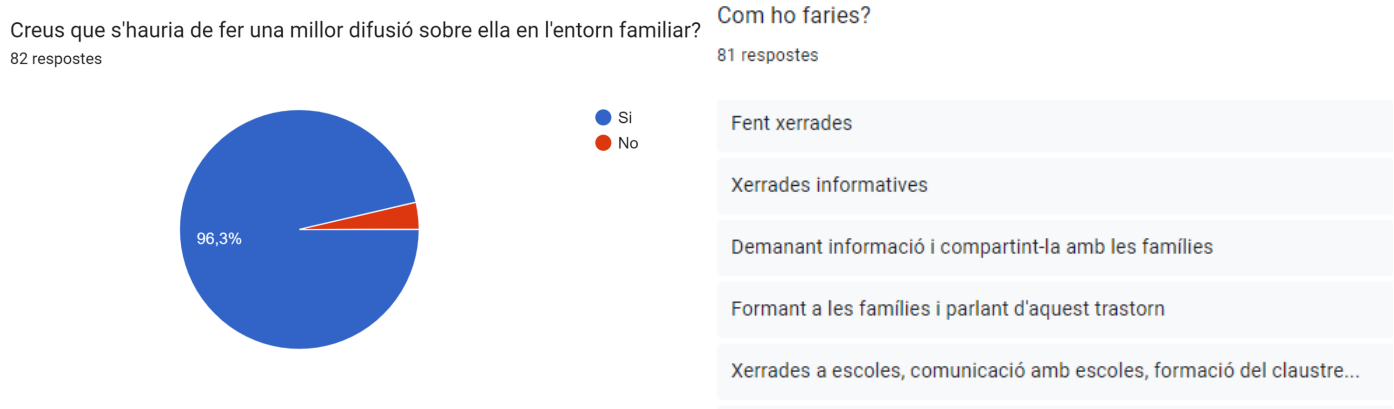 Creus que s'hauria de fer una millor difusió sobre ella en l'entorn familiar?
82 respostes
Si
No
96,3%
Com ho faries?
81 respostes
Fent xerrades
Xerrades informatives
Demanant informació i compartint-la amb les famílies
Formant a les famílies i parlant d'aquest trastorn
Xerrades a escoles, comunicació amb escoles, formació del claustre...